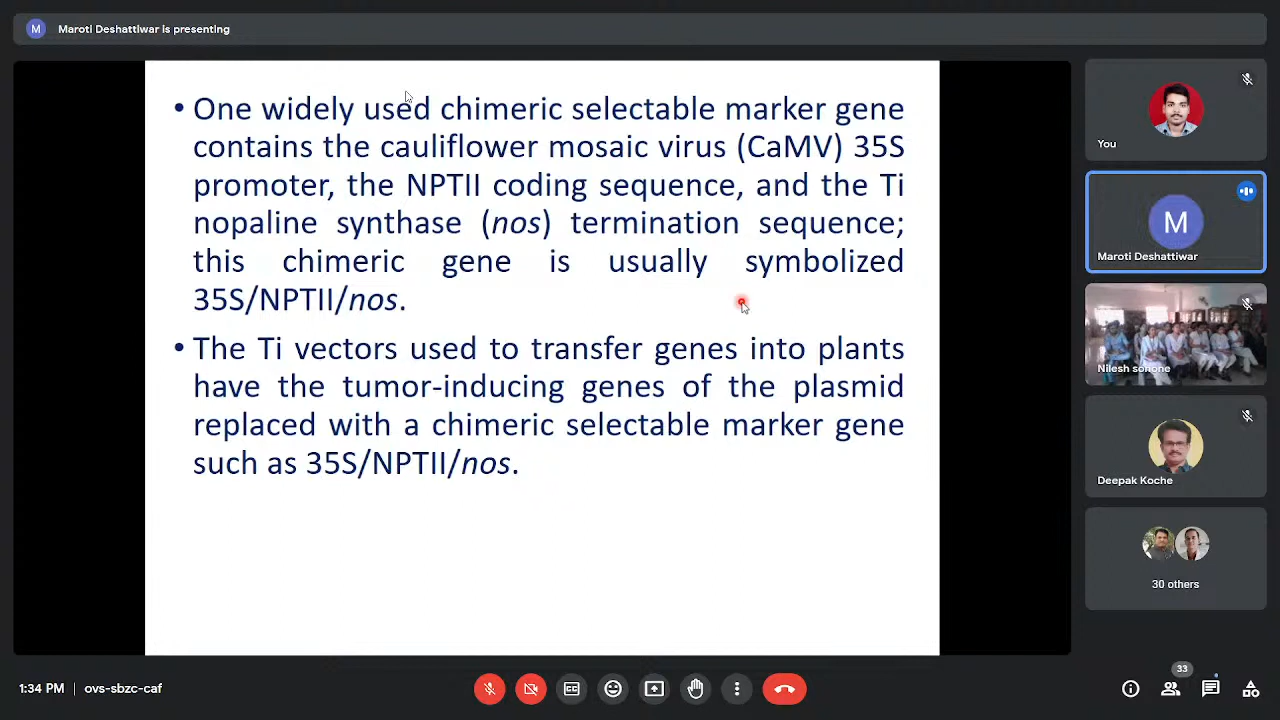 M Maroti Deshattiwar is presenting
• One widely used chimeric selectable marker gene
contains the cauliflower mosaic virus (CaMV) 35S
promoter, the NPTII coding sequence, and the Ti
nopaline synthase (nos) termination sequence;
this chimeric gene is usually symbolized
35S/NPTII/nos.
• The Ti vectors used to transfer genes into plants
have the tumor-inducing genes of the plasmid
replaced with a chimeric selectable marker gene
such as 35S/NPTII/nos.
You
M
Maroti Deshattiwar
Nilesh sonone
Deepak Koche
30 others
1:34 PM | ovs-sbzc-caf
33